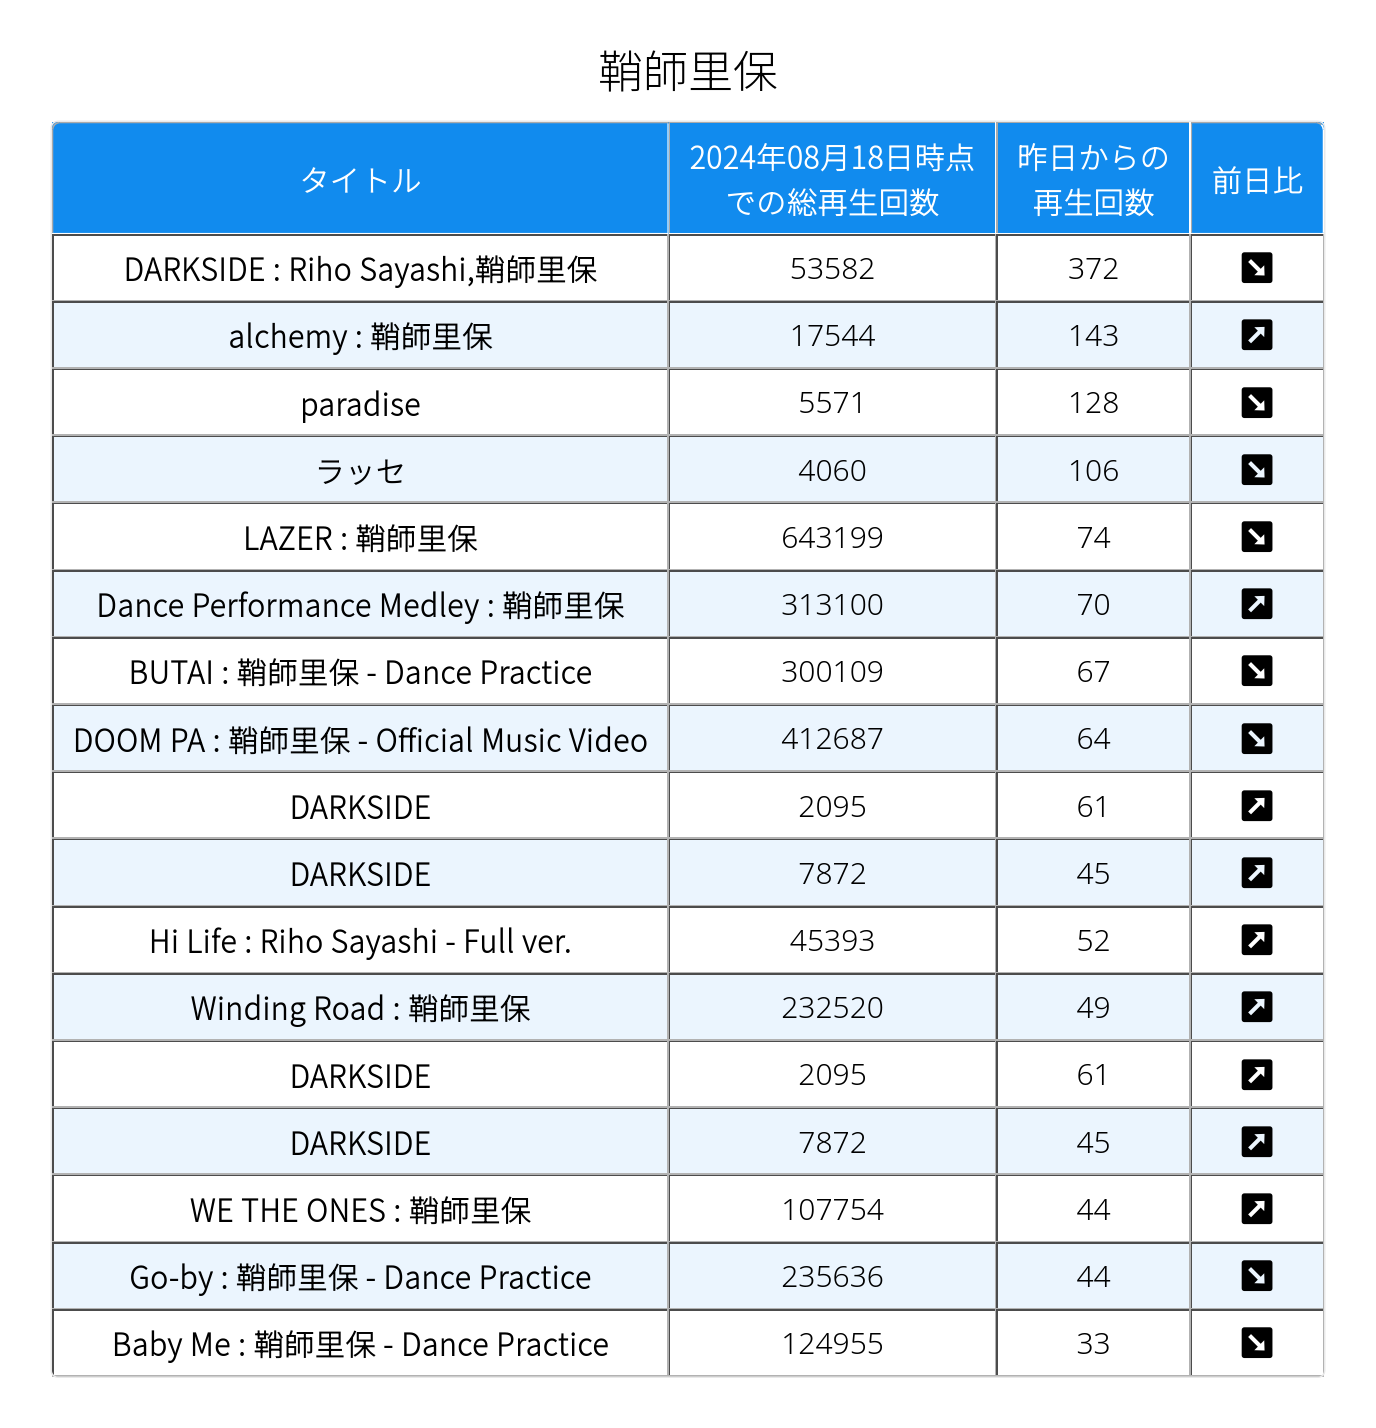 鞘師里保
タイトル 2024年08月18日時点での総再生回数 昨日からの再生回数 前日比
DARKSIDE : Riho Sayashi,鞘師里保 53582 372
alchemy : 鞘師里保 17544 143
paradise 5571 128
ラッセ 4060 106
LAZER : 鞘師里保 643199 74
Dance Performance Medley : 鞘師里保 313100 70
BUTAI : 鞘師里保 - Dance Practice 300109 67
DOOM PA : 鞘師里保 - Official Music Video 412687 64
DARKSIDE 2095 61
DARKSIDE 7872 45
Hi Life : Riho Sayashi - Full ver. 45393 52
Winding Road : 鞘師里保 232520 49
DARKSIDE 2095 61
DARKSIDE 7872 45
WE THE ONES : 鞘師里保 107754 44
Go-by : 鞘師里保 - Dance Practice 235636 44
Baby Me : 鞘師里保 - Dance Practice 124955 33